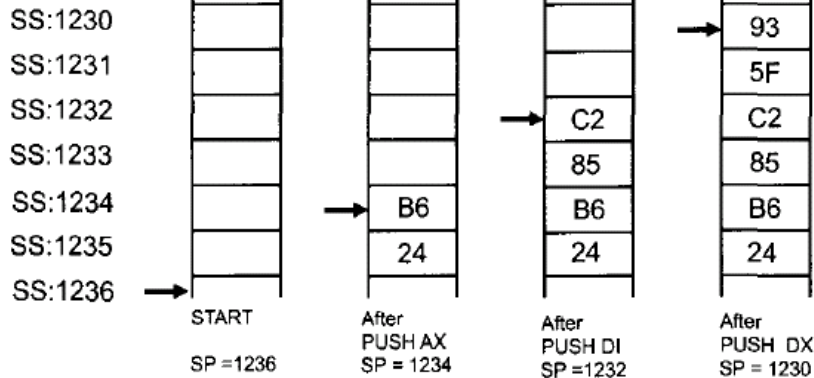 SS:1230 93
SS:1231 5F
SS:1232 C2 C2
SS:1233 85 85
SS:1234 B6 B6 B6
SS:1235 24 24 24
SS:1236
START After After After
PUSH AX PUSH DI PUSH DX
SP =1236 SP = 1234 SP =1232 SP = 1230